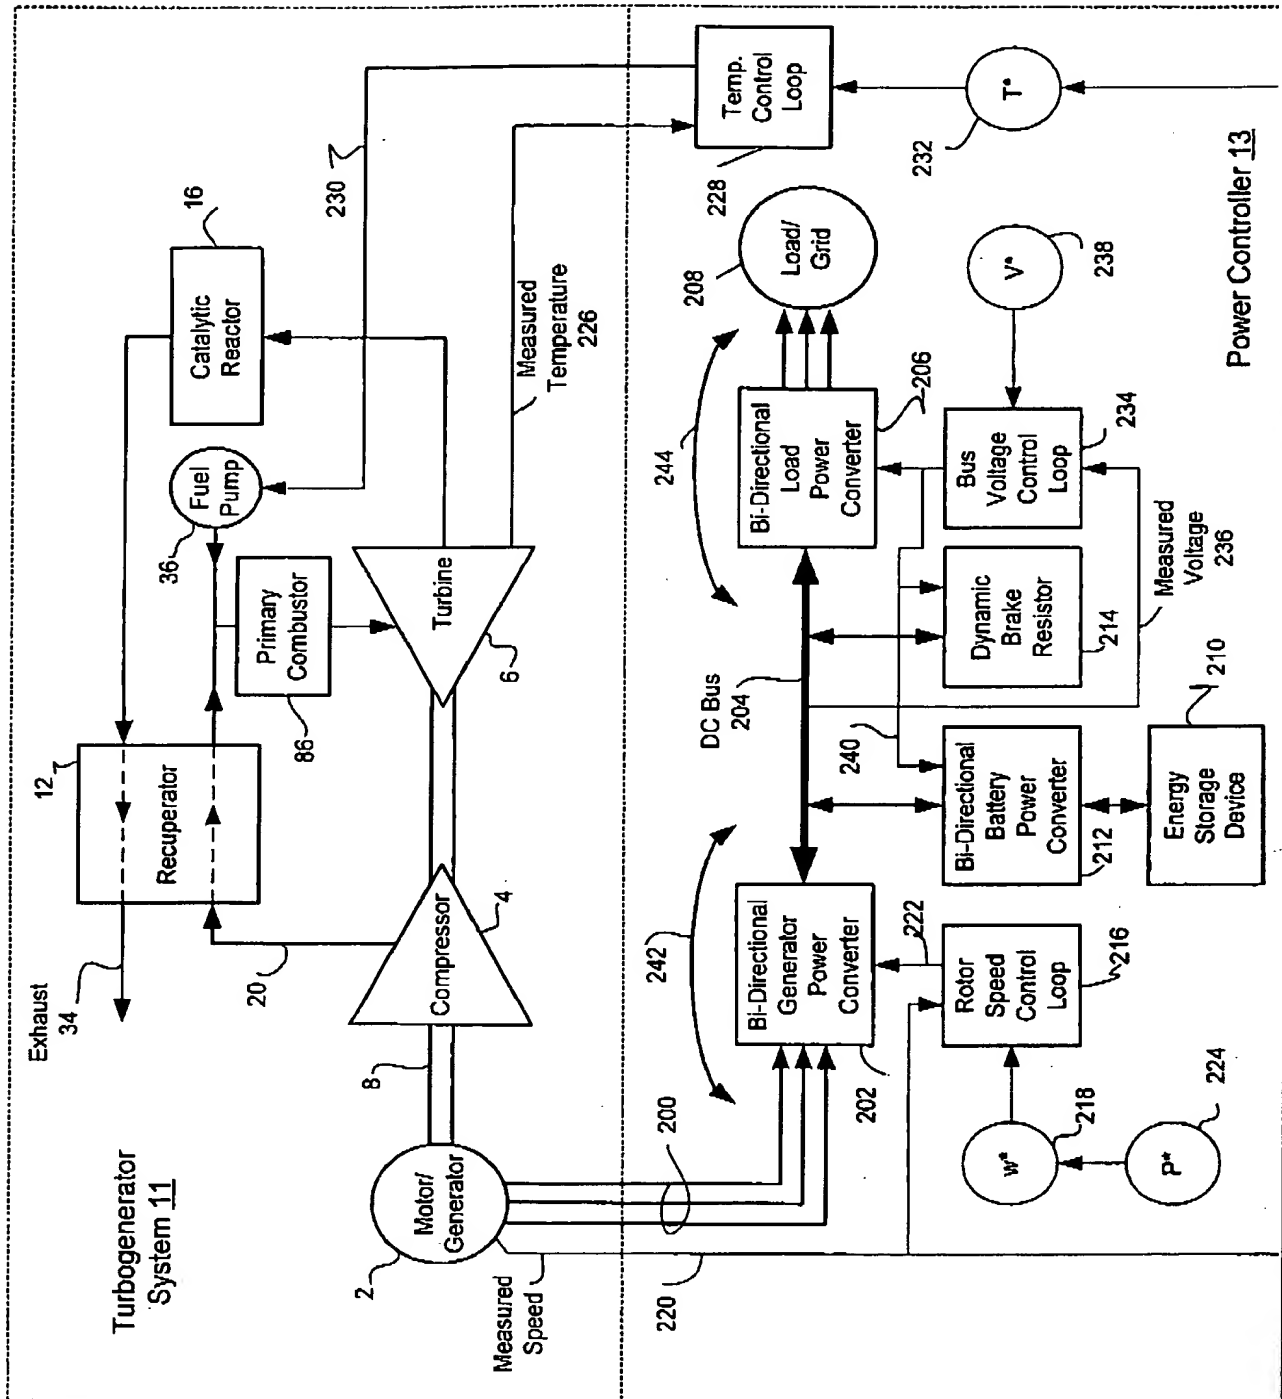 Turbogenerator
System 11
Exhaust
34
12
Recuperator
20
36
Fuel
Pump
Catalytic
Reactor
16
230
Primary
Combustor
86
2
Motor/
Generator
8
Compressor
4
Turbine
6
Measured
Temperature
226
Measured
Speed
220
200
242
Bi-Directional
Generator
Power
Converter
202
222
DC Bus
204
244
Bi-Directional
Load
Power
Converter
206
208
Load/
Grid
228
Temp.
Control
Loop
w*
218
P*
224
Rotor
Speed
Control
Loop
216
240
Bi-Directional
Battery
Power
Converter
212
Energy
Storage
Device
210
Dynamic
Brake
Resistor
214
Bus
Voltage
Control
Loop
234
Measured
Voltage
236
V*
238
232
T*
Power Controller 13